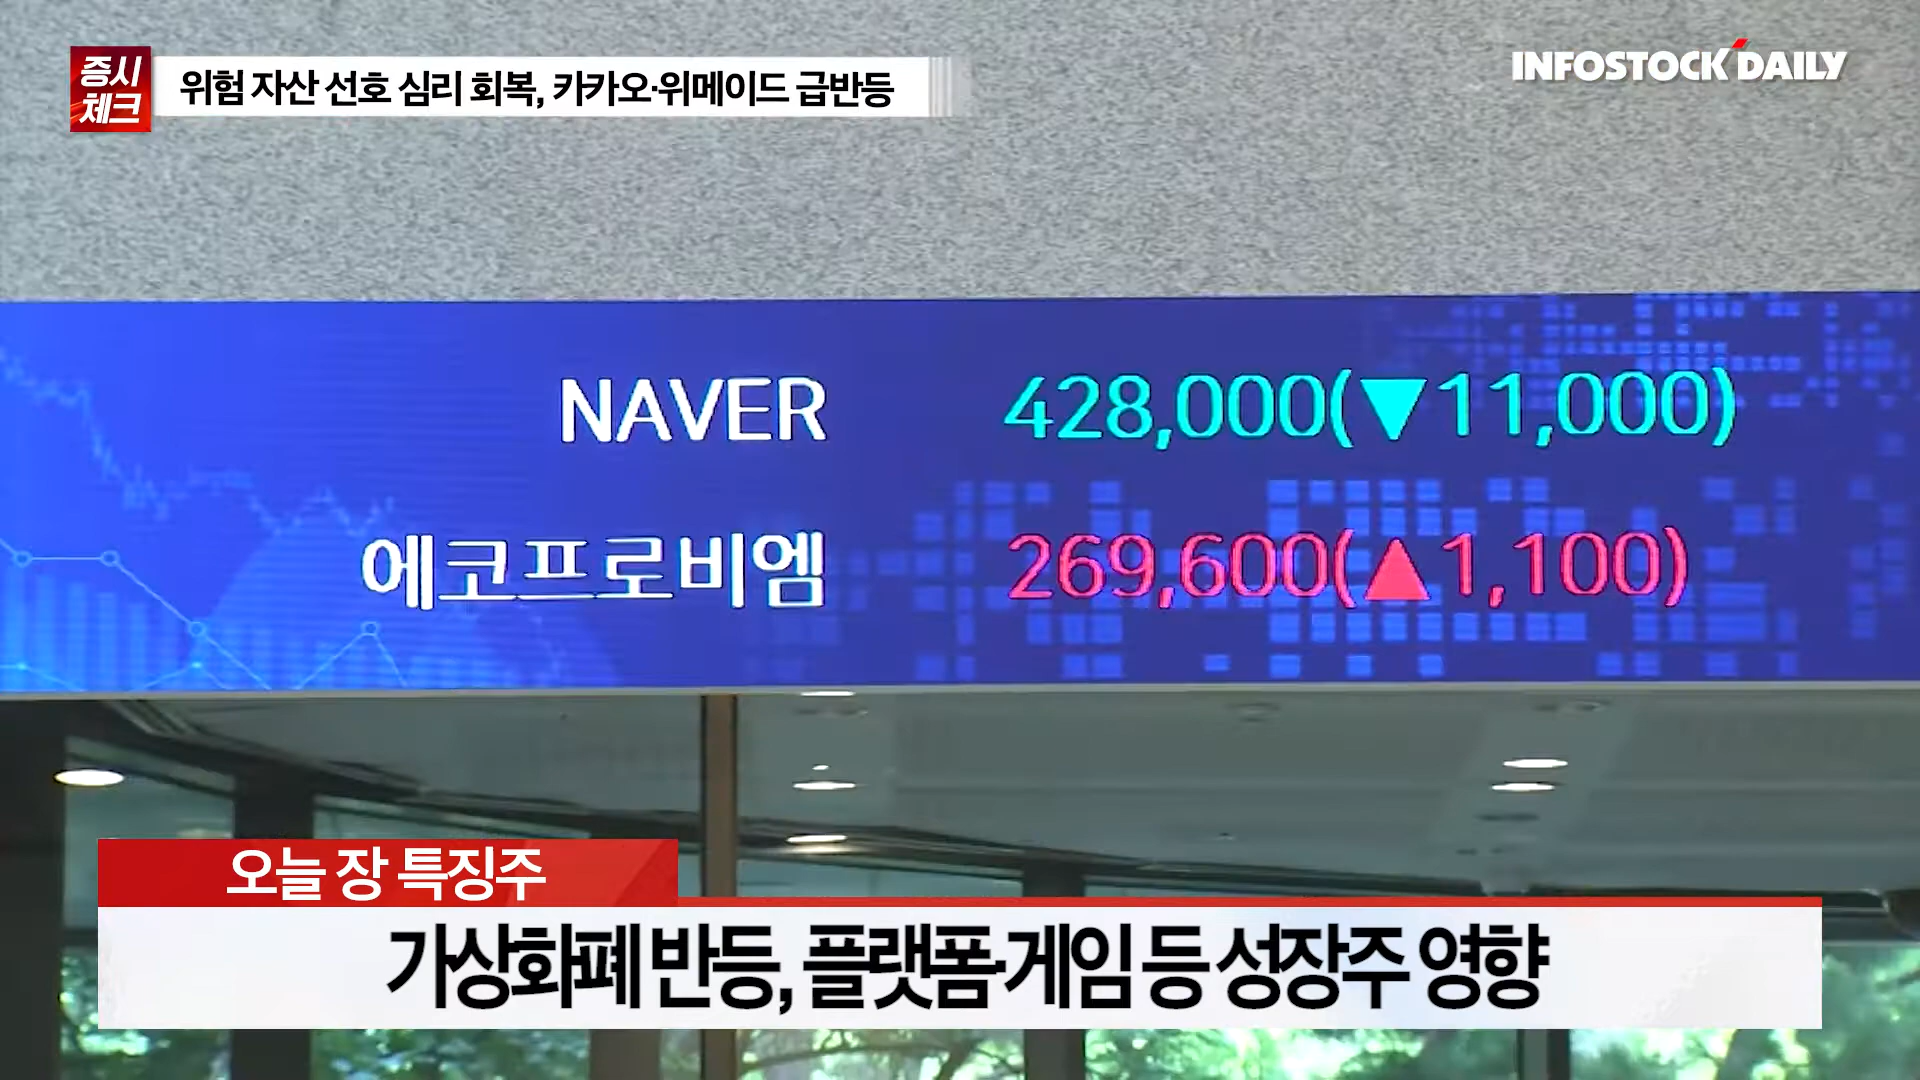 증시
체크
위험 자산 선호 심리 회복, 카카오·위메이드 급반등
INFOSTOCK DAILY
NAVER 428,000(▼11,000)
에코프로비엠 269,600(▲1,100)
오늘 장 특징주
가상화폐 반등, 플랫폼·게임 등 성장주 영향